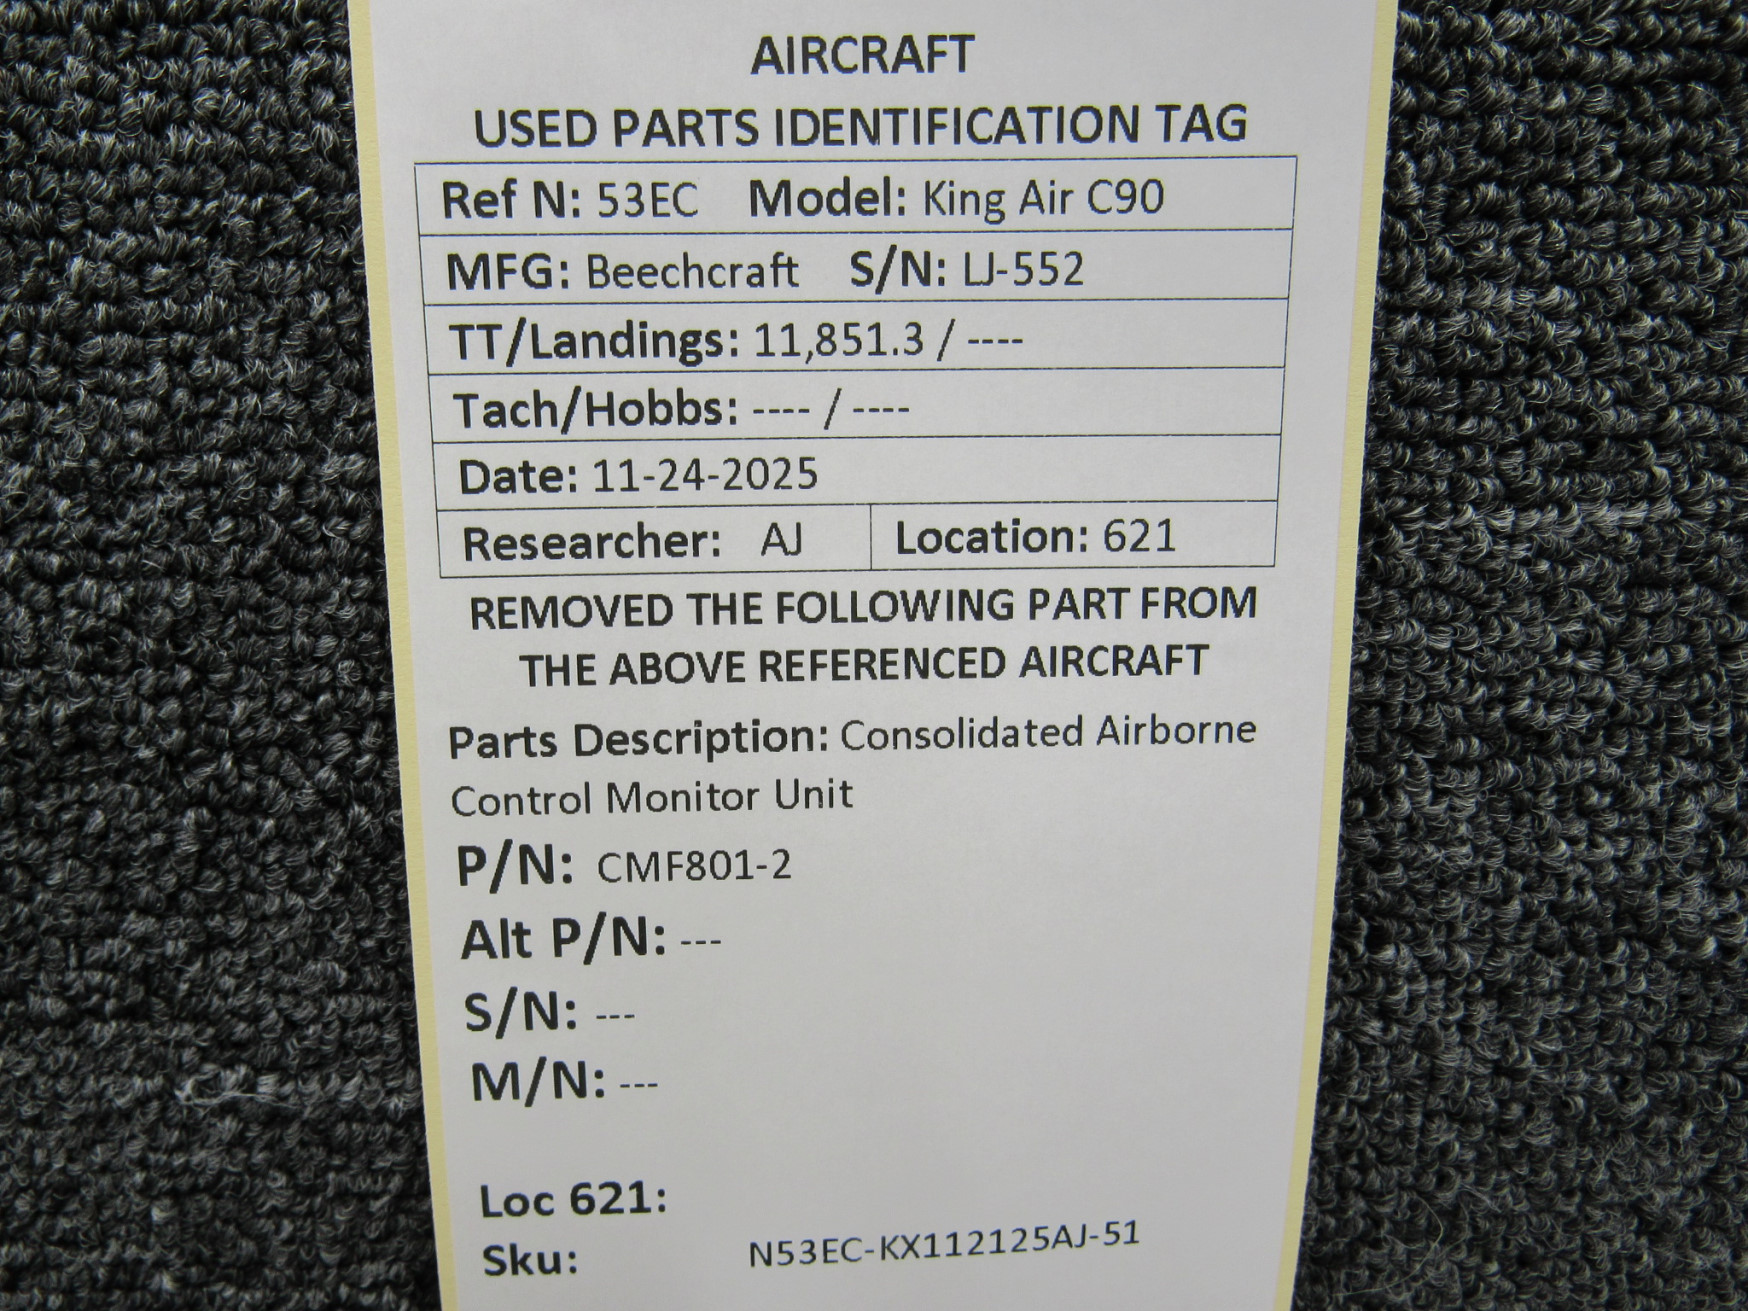 AIRCRAFT
USED PARTS IDENTIFICATION TAG
Ref N: 53EC Model: King Air C90
MFG: Beechcraft S/N: LJ-552
TT/Landings: 11,851.3 / ----
Tach/Hobbs: ---- / ----
Date: 11-24-2025
Researcher: AJ Location: 621
REMOVED THE FOLLOWING PART FROM
THE ABOVE REFERENCED AIRCRAFT
Parts Description: Consolidated Airborne
Control Monitor Unit
P/N: CMF801-2
Alt P/N: ---
S/N: ---
M/N: ---
Loc 621:
Sku: N53EC-KX112125AJ-51